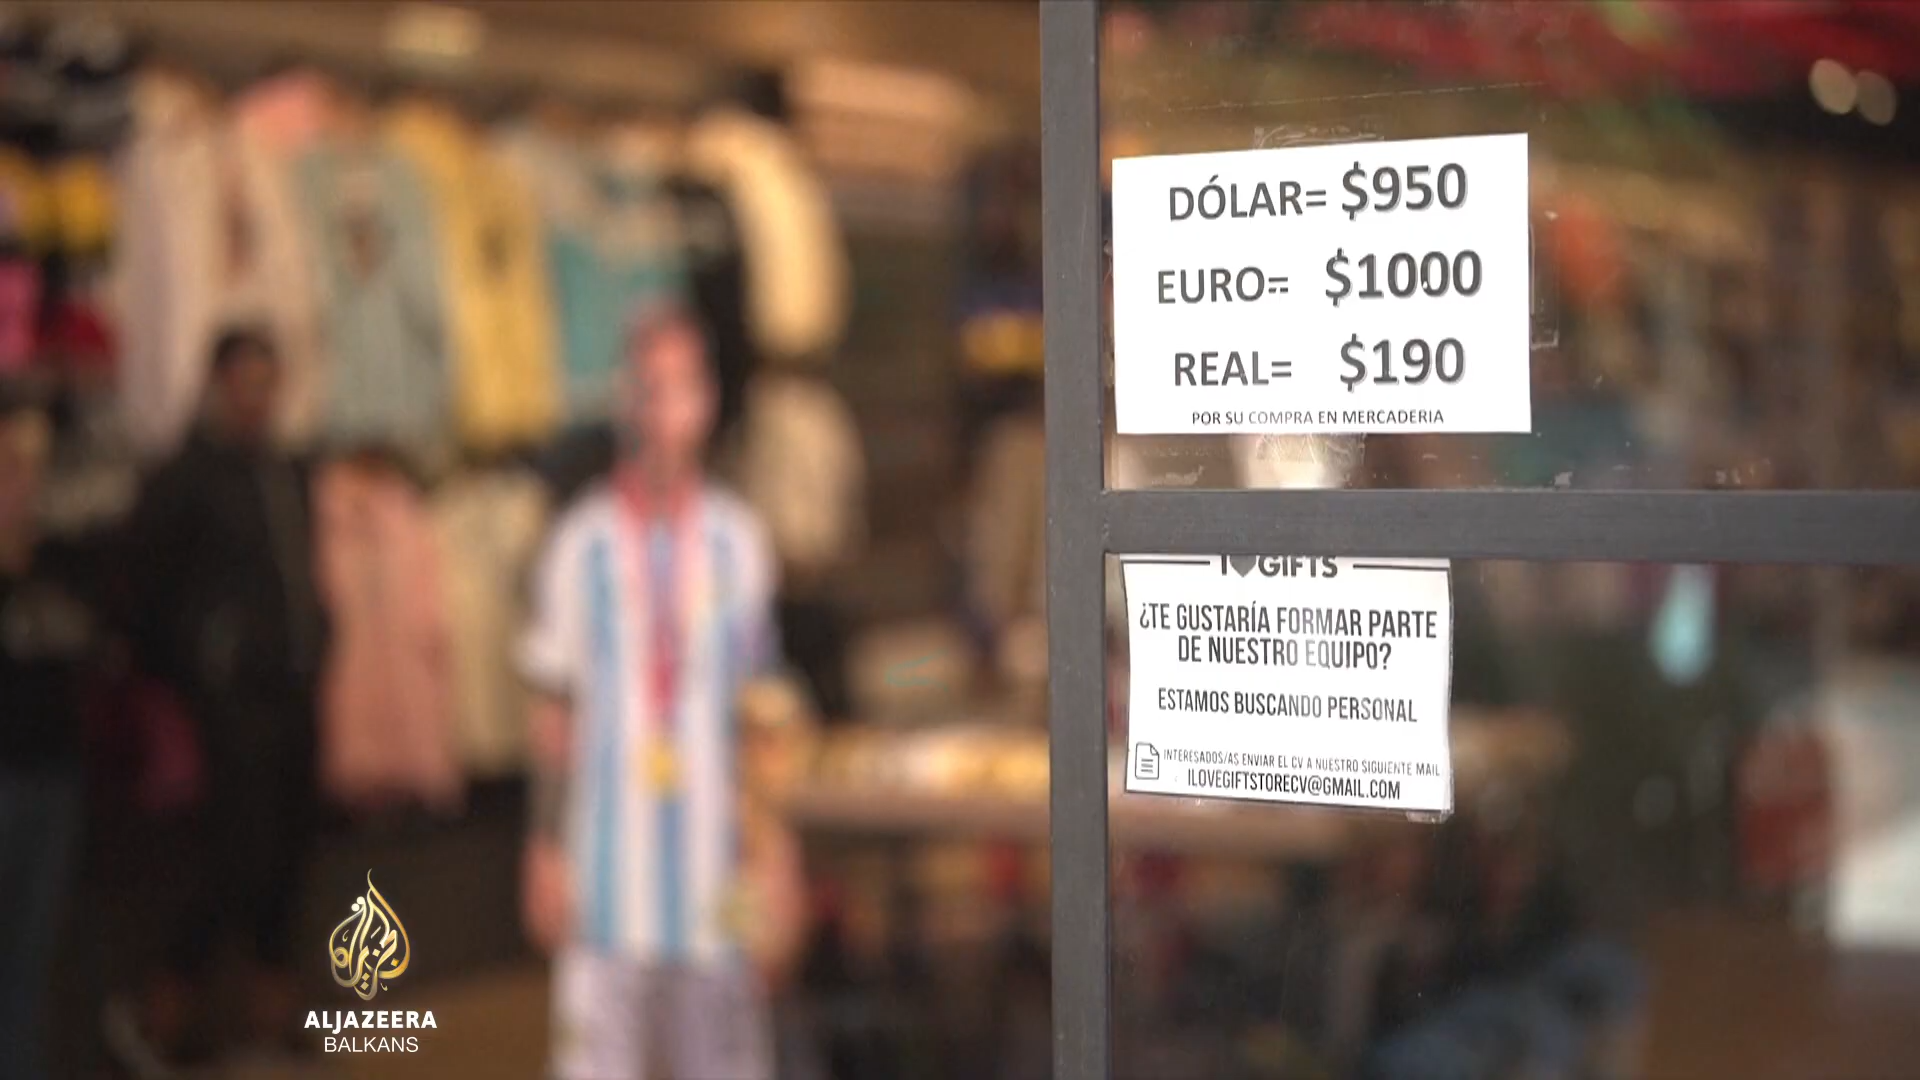 DÓLAR= $950
EURO= $1000
REAL= $190
POR SU COMPRA EN MERCADERIA
I♥GIFTS
¿TE GUSTARÍA FORMAR PARTE
DE NUESTRO EQUIPO?
ESTAMOS BUSCANDO PERSONAL
INTERESADOS/AS ENVIAR EL CV A NUESTRO SIGUIENTE MAIL
ILOVEGIFTSTORECV@GMAIL.COM
الجزيرة
ALJAZEERA
BALKANS